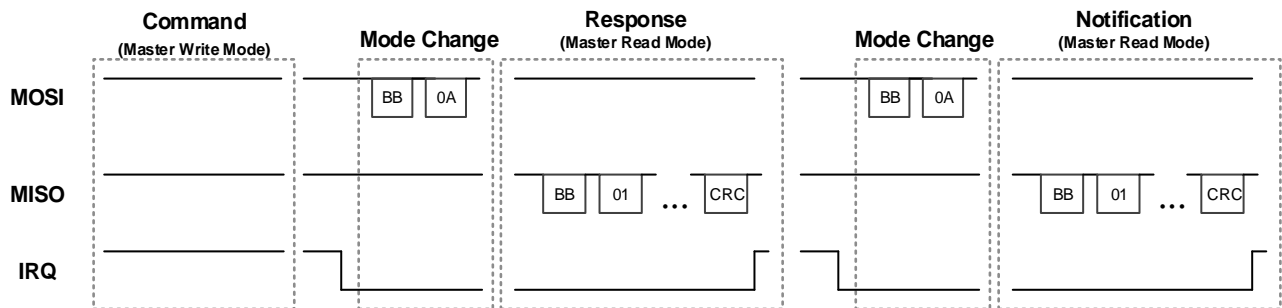 Command
(Master Write Mode)
Mode Change
Response
(Master Read Mode)
Mode Change
Notification
(Master Read Mode)
MOSI
BB 0A
BB 0A
MISO
BB 01 ... CRC
BB 01 ... CRC
IRQ